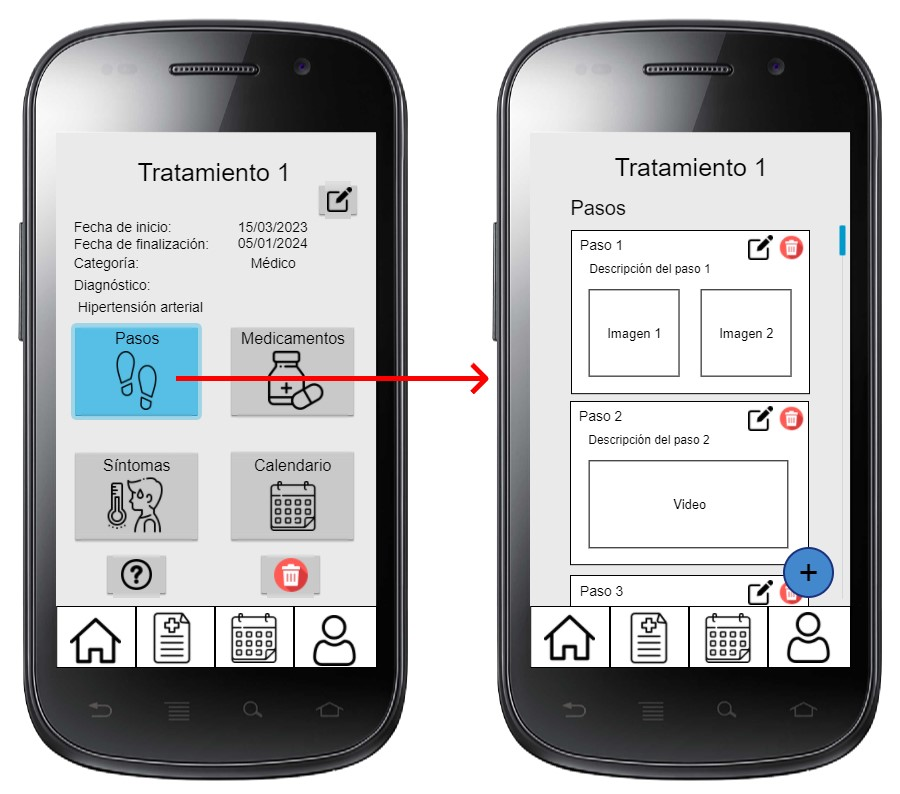 Tratamiento 1
Fecha de inicio: 15/03/2023
Fecha de finalización: 05/01/2024
Categoría: Médico
Diagnóstico:
Hipertensión arterial
Pasos Medicamentos
Síntomas Calendario
?
Tratamiento 1
Pasos
Paso 1
Descripción del paso 1
Imagen 1 Imagen 2
Paso 2
Descripción del paso 2
Video
+
Paso 3